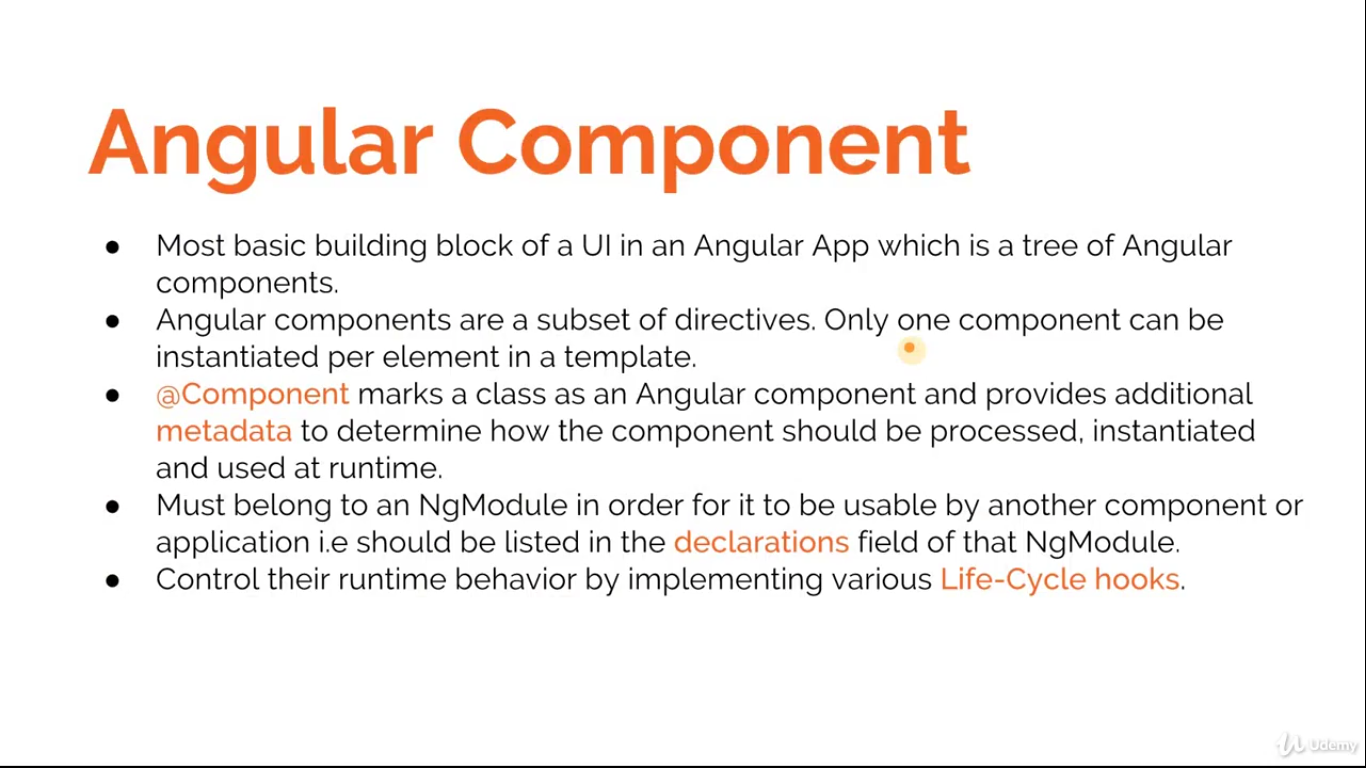 Angular Component
● Most basic building block of a UI in an Angular App which is a tree of Angular
components.
● Angular components are a subset of directives. Only one component can be
instantiated per element in a template.
● @Component marks a class as an Angular component and provides additional
metadata to determine how the component should be processed, instantiated
and used at runtime.
● Must belong to an NgModule in order for it to be usable by another component or
application i.e should be listed in the declarations field of that NgModule.
● Control their runtime behavior by implementing various Life-Cycle hooks.
Udemy